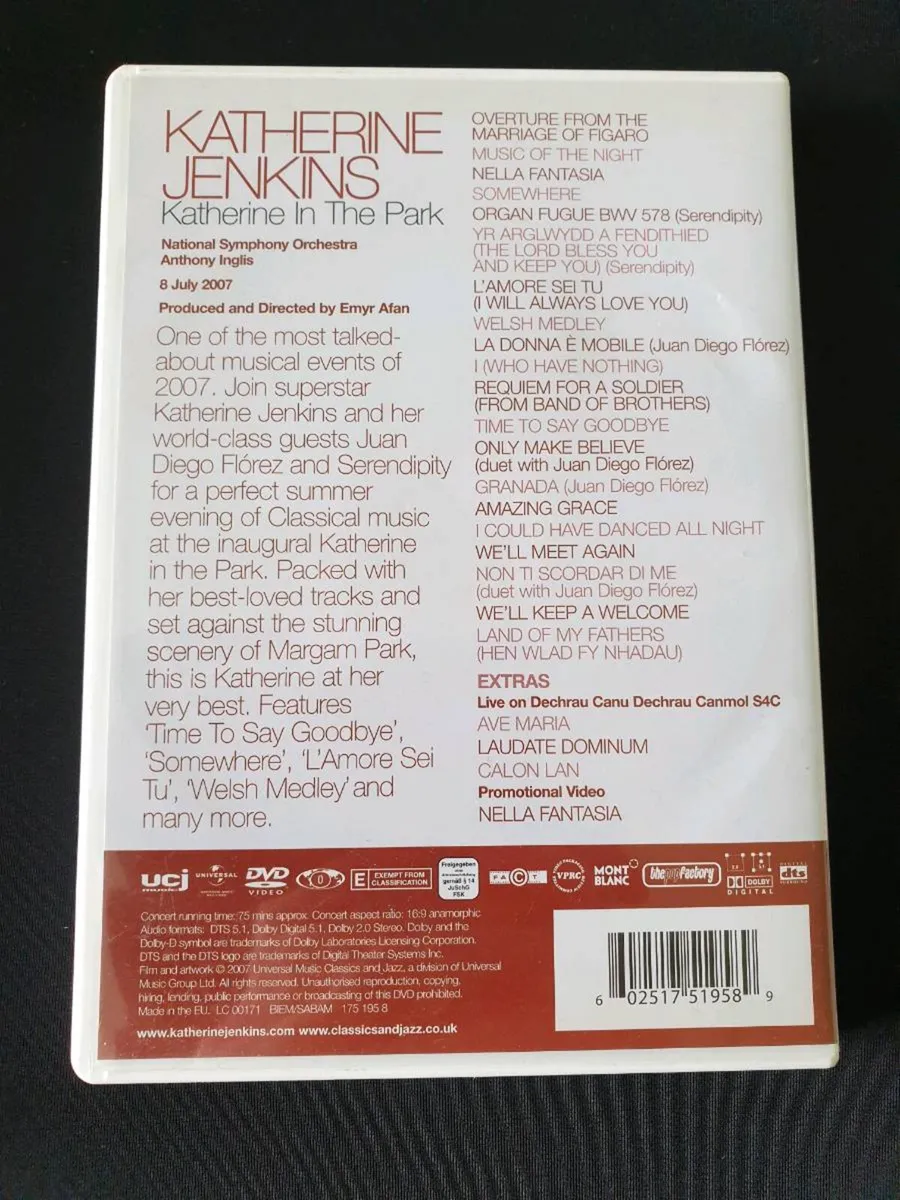 KATHERINE
JENKINS
Katherine In The Park
National Symphony Orchestra
Anthony Inglis
8 July 2007
Produced and Directed by Emyr Afan
One of the most talked-
about musical events of
2007. Join superstar
Katherine Jenkins and her
world-class guests Juan
Diego Flórez and Serendipity
for a perfect summer
evening of Classical music
at the inaugural Katherine
in the Park. Packed with
her best-loved tracks and
set against the stunning
scenery of Margam Park,
this is Katherine at her
very best. Features
'Time To Say Goodbye',
'Somewhere', 'L'Amore Sei
Tu', 'Welsh Medley' and
many more.
OVERTURE FROM THE
MARRIAGE OF FIGARO
MUSIC OF THE NIGHT
NELLA FANTASIA
SOMEWHERE
ORGAN FUGUE BWV 578 (Serendipity)
YR ARGLWYDD A FENDITHIED
(THE LORD BLESS YOU
AND KEEP YOU) (Serendipity)
L'AMORE SEI TU
(I WILL ALWAYS LOVE YOU)
WELSH MEDLEY
LA DONNA È MOBILE (Juan Diego Flórez)
I (WHO HAVE NOTHING)
REQUIEM FOR A SOLDIER
(FROM BAND OF BROTHERS)
TIME TO SAY GOODBYE
ONLY MAKE BELIEVE
(duet with Juan Diego Flórez)
GRANADA (Juan Diego Flórez)
AMAZING GRACE
I COULD HAVE DANCED ALL NIGHT
WE'LL MEET AGAIN
NON TI SCORDAR DI ME
(duet with Juan Diego Flórez)
WE'LL KEEP A WELCOME
LAND OF MY FATHERS
(HEN WLAD FY NHADAU)
EXTRAS
Live on Dechrau Canu Dechrau Canmol S4C
AVE MARIA
LAUDATE DOMINUM
CALON LAN
Promotional Video
NELLA FANTASIA
ucj
UNIVERSAL
DVD
VIDEO
0
E EXEMPT FROM
CLASSIFICATION
Freigegeben
gemäß § 14
JuSchG
FSK
FACT
VPRC
MONT
BLANC
thepopfactory
DOLBY
DIGITAL
DIGITAL
dts
Concert running time: 75 mins approx. Concert aspect ratio: 16:9 anamorphic
Audio formats: DTS 5.1, Dolby Digital 5.1, Dolby 2.0 Stereo. Dolby and the
Dolby-D symbol are trademarks of Dolby Laboratories Licensing Corporation.
DTS and the DTS logo are trademarks of Digital Theater Systems Inc.
Film and artwork © 2007 Universal Music Classics and Jazz, a division of Universal
Music Group Ltd. All rights reserved. Unauthorised reproduction, copying,
hiring, lending, public performance or broadcasting of this DVD prohibited.
Made in the EU. LC 00171 BIEM/SABAM 175 195 8
www.katherinejenkins.com www.classicsandjazz.co.uk
6 02517 51958 9